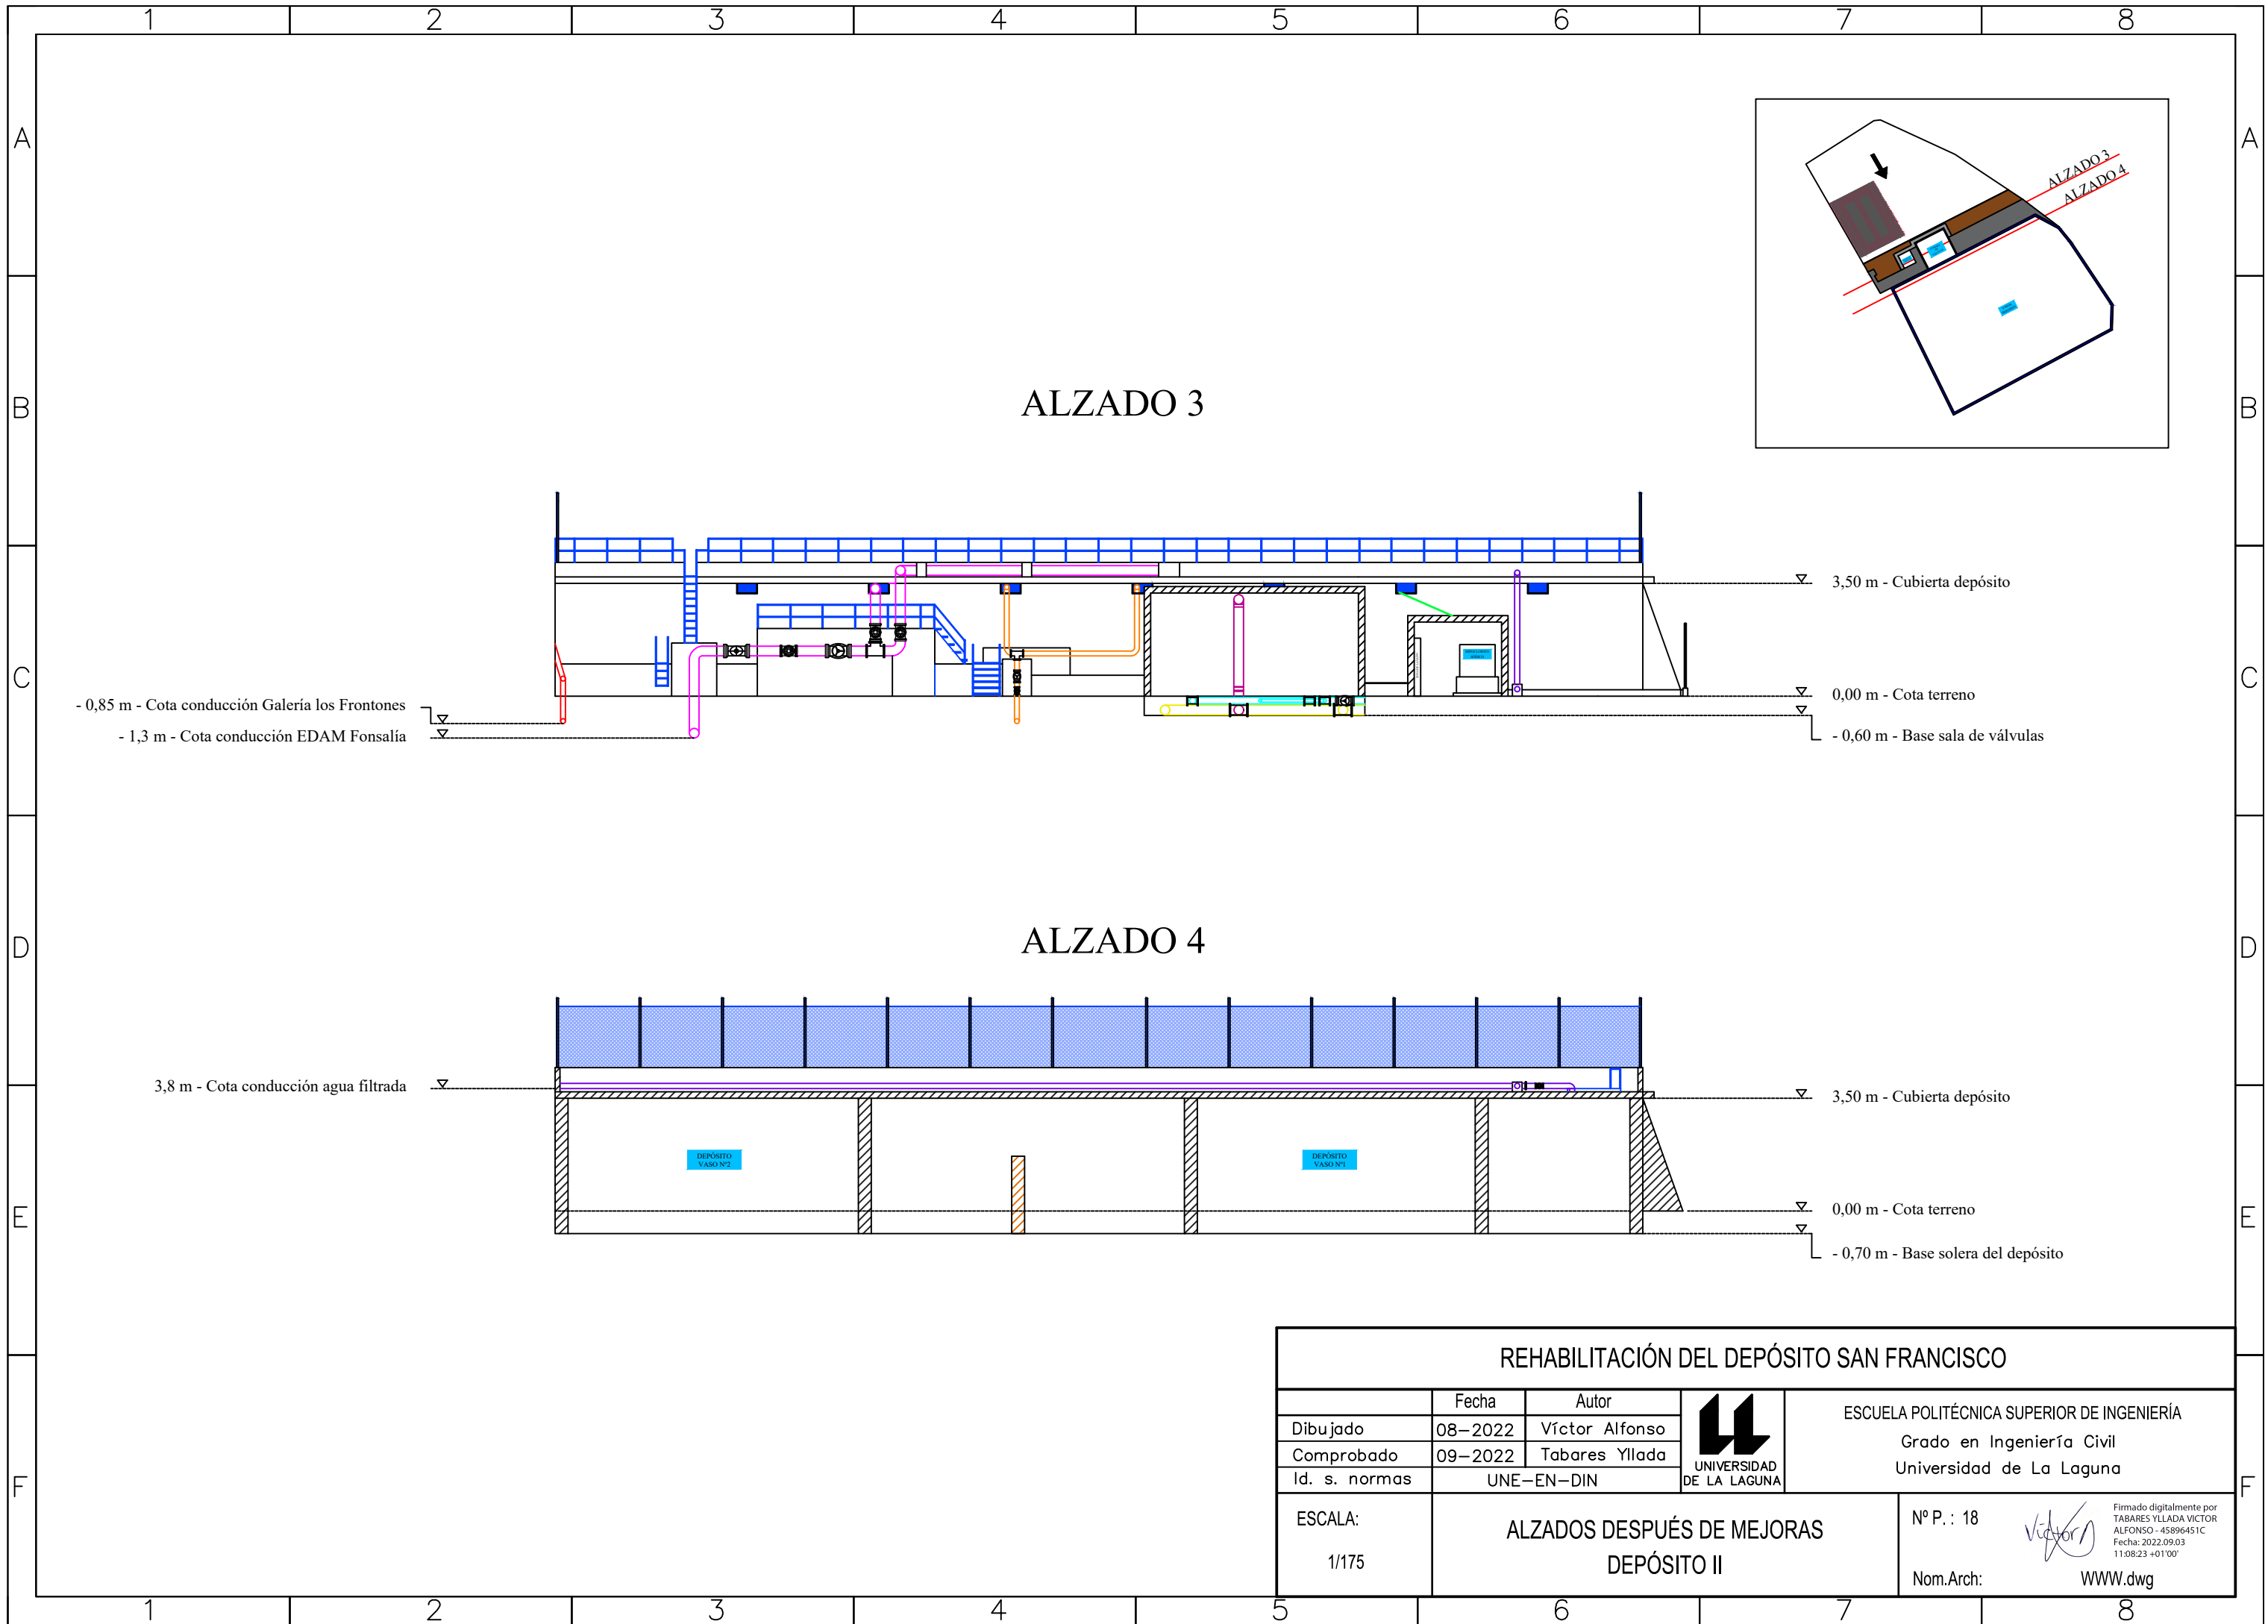 1 2 3 4 5 6 7 8
A A
B B
C C
D D
E E
F F
ALZADO 3
ALZADO 4
ALZADO 3
3,50 m - Cubierta depósito
0,00 m - Cota terreno
- 0,60 m - Base sala de válvulas
- 0,85 m - Cota conducción Galería los Frontones
- 1,3 m - Cota conducción EDAM Fonsalía
ALZADO 4
3,8 m - Cota conducción agua filtrada
3,50 m - Cubierta depósito
DEPÓSITO
VASO Nº2
DEPÓSITO
VASO Nº1
0,00 m - Cota terreno
- 0,70 m - Base solera del depósito
REHABILITACIÓN DEL DEPÓSITO SAN FRANCISCO
Fecha Autor
Dibujado 08-2022 Víctor Alfonso
Comprobado 09-2022 Tabares Yllada
Id. s. normas UNE-EN-DIN
UNIVERSIDAD
DE LA LAGUNA
ESCUELA POLITÉCNICA SUPERIOR DE INGENIERÍA
Grado en Ingeniería Civil
Universidad de La Laguna
ESCALA:
1/175
ALZADOS DESPUÉS DE MEJORAS
DEPÓSITO II
Nº P. : 18
Víctor
Firmado digitalmente por
TABARES YLLADA VICTOR
ALFONSO - 45896451C
Fecha: 2022.09.03
11:08:23 +01'00'
Nom.Arch: WWW.dwg
1 2 3 4 5 6 7 8